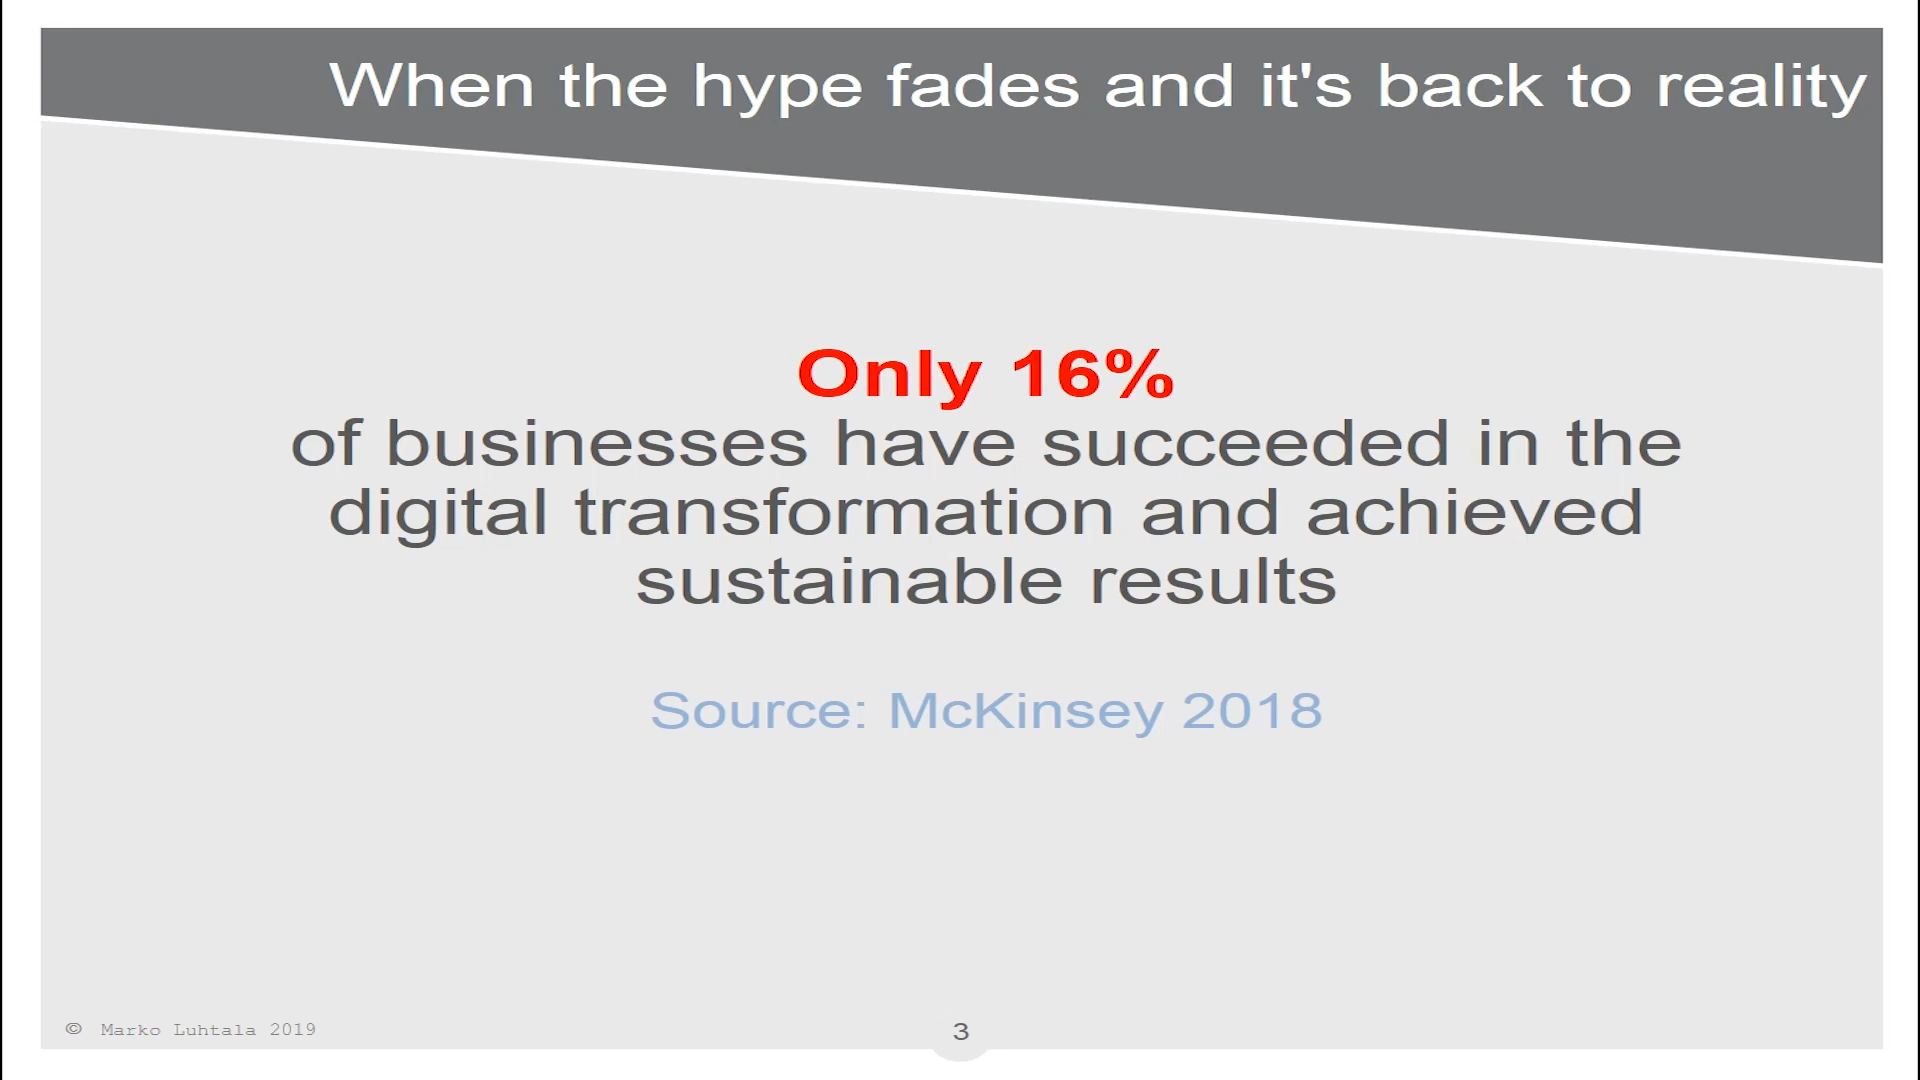 When the hype fades and it's back to reality
Only 16%
of businesses have succeeded in the
digital transformation and achieved
sustainable results
Source: McKinsey 2018
© Marko Luhtala 2019
3